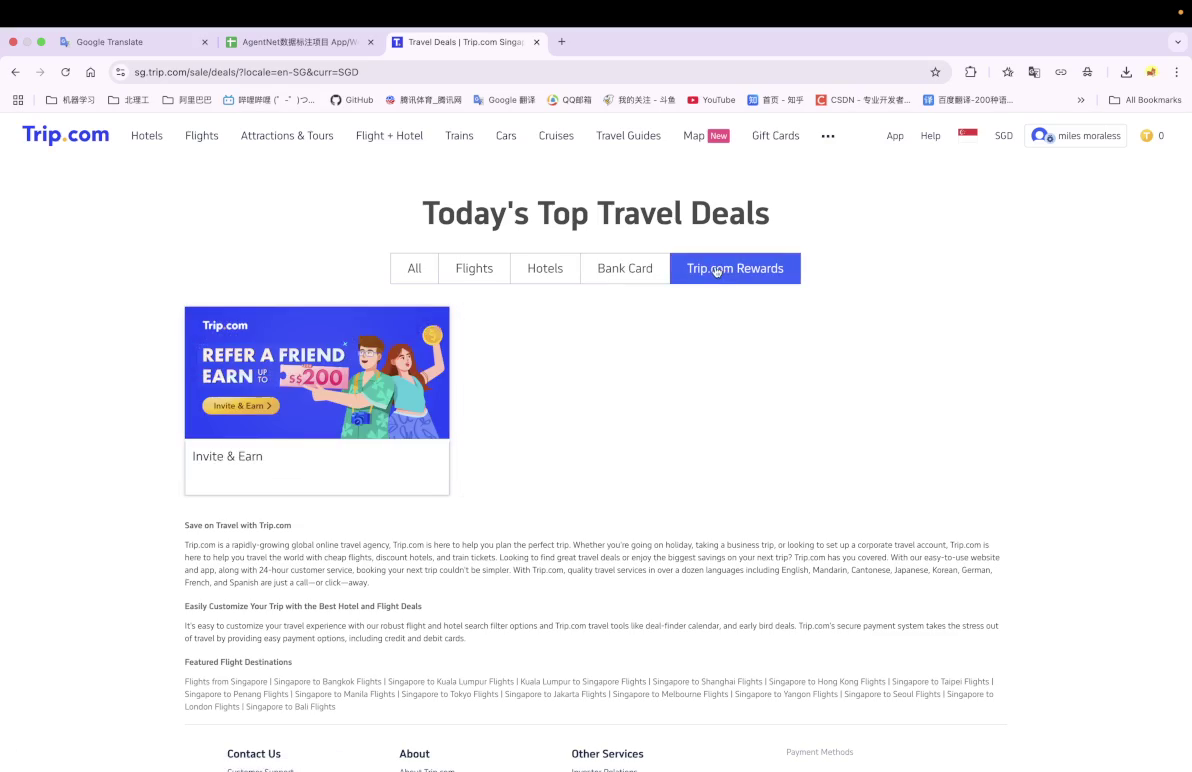 Google Translate
AgentNet数据标注项目 App/W
Travel Deals | Trip.com Singap
sg.trip.com/sale/deals/?locale=en-SG&curr=SGD
机器学习
北理工
阿里巴巴
哔哩哔哩 (゜-゜)つ...
GitHub
腾讯体育_腾讯网
Google 翻译
QQ邮箱
我的关注 - 斗鱼
YouTube
首页 - 知乎
CSDN - 专业开发者...
百度翻译-200种语...
All Bookmarks
Trip.com
Hotels
Flights
Attractions & Tours
Flight + Hotel
Trains
Cars
Cruises
Travel Guides
Map New
Gift Cards
App
Help
SGD
miles moraless
T 0
Today's Top Travel Deals
All
Flights
Hotels
Bank Card
Trip.com Rewards
Trip.com
REFER A FRIEND
EARN UP TO S$200
Invite & Earn >
Invite & Earn
Save on Travel with Trip.com
Trip.com is a rapidly-growing global online travel agency, Trip.com is here to help you plan the perfect trip. Whether you're going on holiday, taking a business trip, or looking to set up a corporate travel account, Trip.com is
here to help you travel the world with cheap flights, discount hotels, and train tickets. Looking to find great travel deals or enjoy the biggest savings on your next trip? Trip.com has you covered. With our easy-to-use website
and app, along with 24-hour customer service, booking your next trip couldn't be simpler. With Trip.com, quality travel services in over a dozen languages including English, Mandarin, Cantonese, Japanese, Korean, German,
French, and Spanish are just a call—or click—away.
Easily Customize Your Trip with the Best Hotel and Flight Deals
It's easy to customize your travel experience with our robust flight and hotel search filter options and Trip.com travel tools like deal-finder calendar, and early bird deals. Trip.com's secure payment system takes the stress out
of travel by providing easy payment options, including credit and debit cards.
Featured Flight Destinations
Flights from Singapore | Singapore to Bangkok Flights | Singapore to Kuala Lumpur Flights | Kuala Lumpur to Singapore Flights | Singapore to Shanghai Flights | Singapore to Hong Kong Flights | Singapore to Taipei Flights |
Singapore to Penang Flights | Singapore to Manila Flights | Singapore to Tokyo Flights | Singapore to Jakarta Flights | Singapore to Melbourne Flights | Singapore to Yangon Flights | Singapore to Seoul Flights | Singapore to
London Flights | Singapore to Bali Flights
Contact Us
About
Other Services
Payment Methods
Customer Support
About Trip.com
Investor Relations